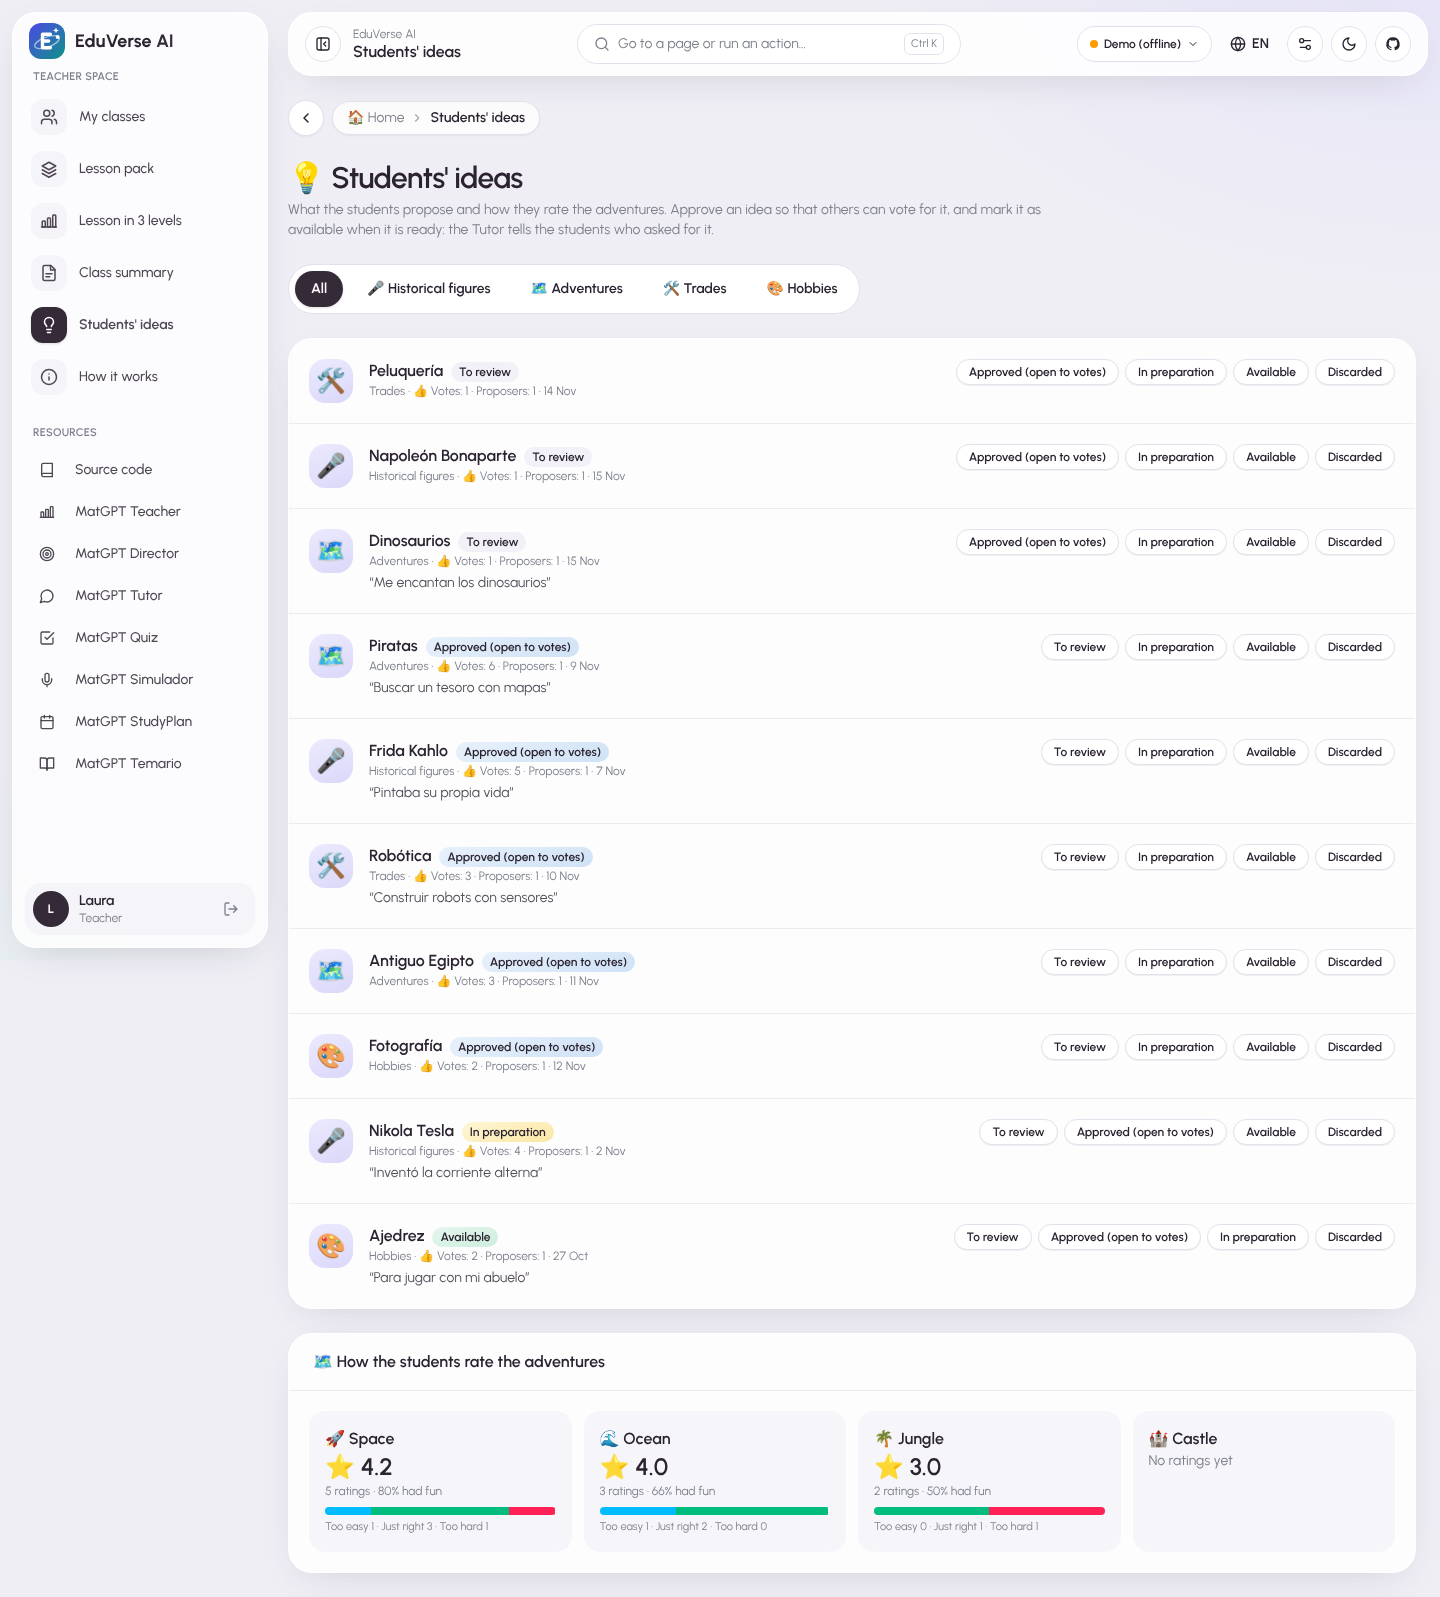 EduVerse AI
TEACHER SPACE
My classes
Lesson pack
Lesson in 3 levels
Class summary
Students' ideas
How it works
RESOURCES
Source code
MatGPT Teacher
MatGPT Director
MatGPT Tutor
MatGPT Quiz
MatGPT Simulador
MatGPT StudyPlan
MatGPT Temario
L
Laura
Teacher
EduVerse AI
Students' ideas
Go to a page or run an action...
Ctrl K
Demo (offline)
EN
Home
Students' ideas
Students' ideas
What the students propose and how they rate the adventures. Approve an idea so that others can vote for it, and mark it as
available when it is ready: the Tutor tells the students who asked for it.
All
Historical figures
Adventures
Trades
Hobbies
Peluquería To review
Trades · 👍 Votes: 1 · Proposers: 1 · 14 Nov
Approved (open to votes) In preparation Available Discarded
Napoleón Bonaparte To review
Historical figures · 👍 Votes: 1 · Proposers: 1 · 15 Nov
Approved (open to votes) In preparation Available Discarded
Dinosaurios To review
Adventures · 👍 Votes: 1 · Proposers: 1 · 15 Nov
“Me encantan los dinosaurios”
Approved (open to votes) In preparation Available Discarded
Piratas Approved (open to votes)
Adventures · 👍 Votes: 6 · Proposers: 1 · 9 Nov
“Buscar un tesoro con mapas”
To review In preparation Available Discarded
Frida Kahlo Approved (open to votes)
Historical figures · 👍 Votes: 5 · Proposers: 1 · 7 Nov
“Pintaba su propia vida”
To review In preparation Available Discarded
Robótica Approved (open to votes)
Trades · 👍 Votes: 3 · Proposers: 1 · 10 Nov
“Construir robots con sensores”
To review In preparation Available Discarded
Antiguo Egipto Approved (open to votes)
Adventures · 👍 Votes: 3 · Proposers: 1 · 11 Nov
To review In preparation Available Discarded
Fotografía Approved (open to votes)
Hobbies · 👍 Votes: 2 · Proposers: 1 · 12 Nov
To review In preparation Available Discarded
Nikola Tesla In preparation
Historical figures · 👍 Votes: 4 · Proposers: 1 · 2 Nov
“Inventó la corriente alterna”
To review Approved (open to votes) Available Discarded
Ajedrez Available
Hobbies · 👍 Votes: 2 · Proposers: 1 · 27 Oct
“Para jugar con mi abuelo”
To review Approved (open to votes) In preparation Discarded
How the students rate the adventures
Space
4.2
5 ratings · 80% had fun
Too easy 1 · Just right 3 · Too hard 1
Ocean
4.0
3 ratings · 66% had fun
Too easy 1 · Just right 2 · Too hard 0
Jungle
3.0
2 ratings · 50% had fun
Too easy 0 · Just right 1 · Too hard 1
Castle
No ratings yet